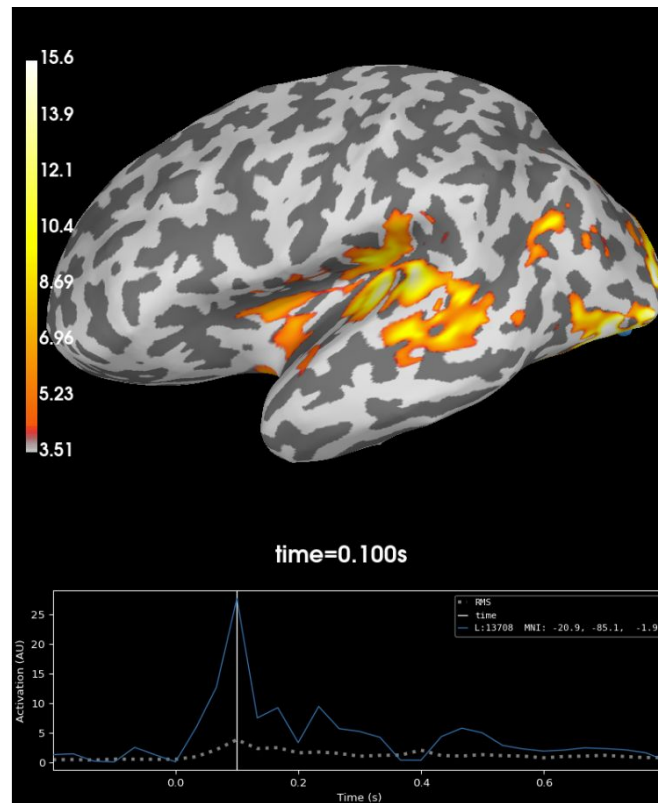 15.6
13.9
12.1
10.4
8.69
6.96
5.23
3.51
time=0.100s
25
20
15
10
5
0
Activation (AU)
RMS
time
L:13708 MNI: -20.9, -85.1, -1.9
0.0 0.2 0.4 0.6
Time (s)